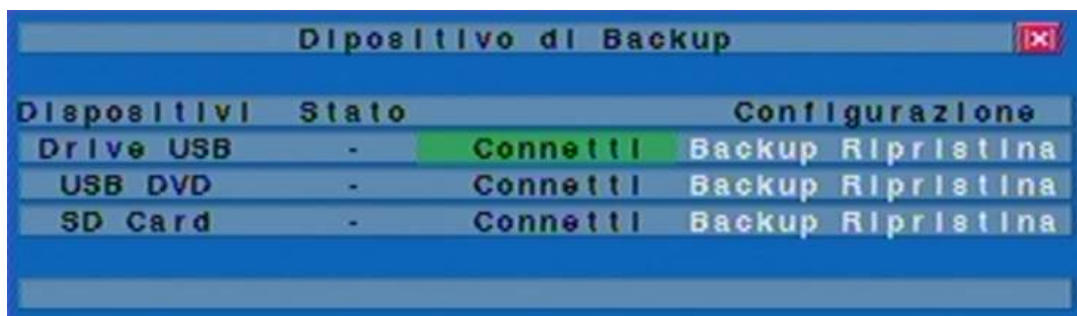 Dipositivo di Backup
Dispositivi Stato Configurazione
Drive USB - Connetti Backup Ripristina
USB DVD - Connetti Backup Ripristina
SD Card - Connetti Backup Ripristina